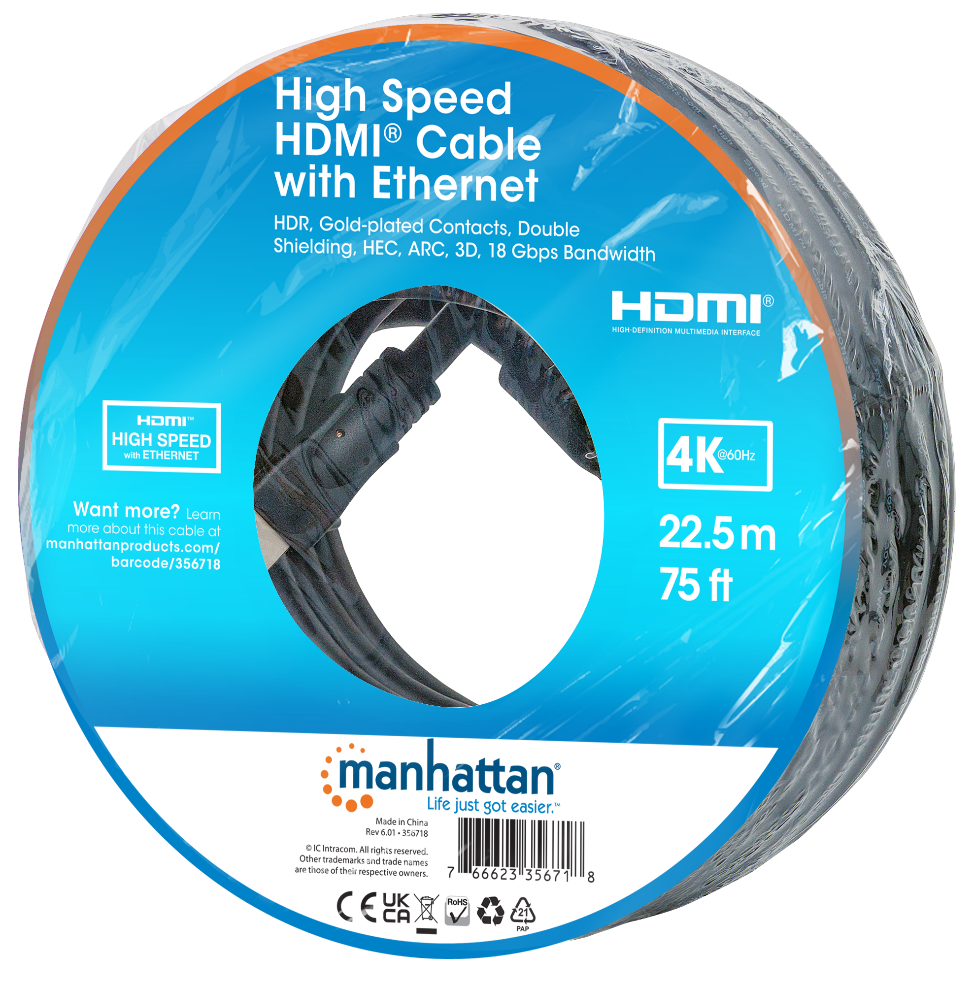 High Speed
HDMI® Cable
with Ethernet
HDR, Gold-plated Contacts, Double
Shielding, HEC, ARC, 3D, 18 Gbps Bandwidth
HDMI®
HIGH-DEFINITION MULTIMEDIA INTERFACE
HDMI™
HIGH SPEED
with ETHERNET
4K@60Hz
Want more? Learn
more about this cable at
manhattanproducts.com/
barcode/356718
22.5 m
75 ft
manhattan®
Life just got easier.™
Made in China
Rev 6.01 • 356718
© IC Intracom. All rights reserved.
Other trademarks and trade names
are those of their respective owners.
7 66623 35671 8
CE UK CA RoHS 21
PAP